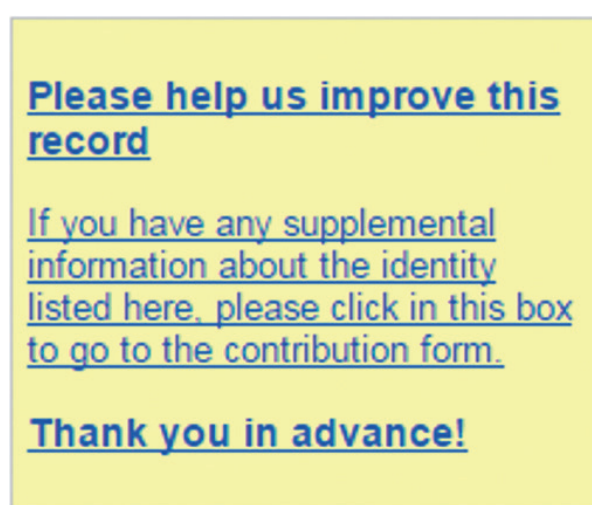 Please help us improve this
record
If you have any supplemental
information about the identity
listed here, please click in this box
to go to the contribution form.
Thank you in advance!